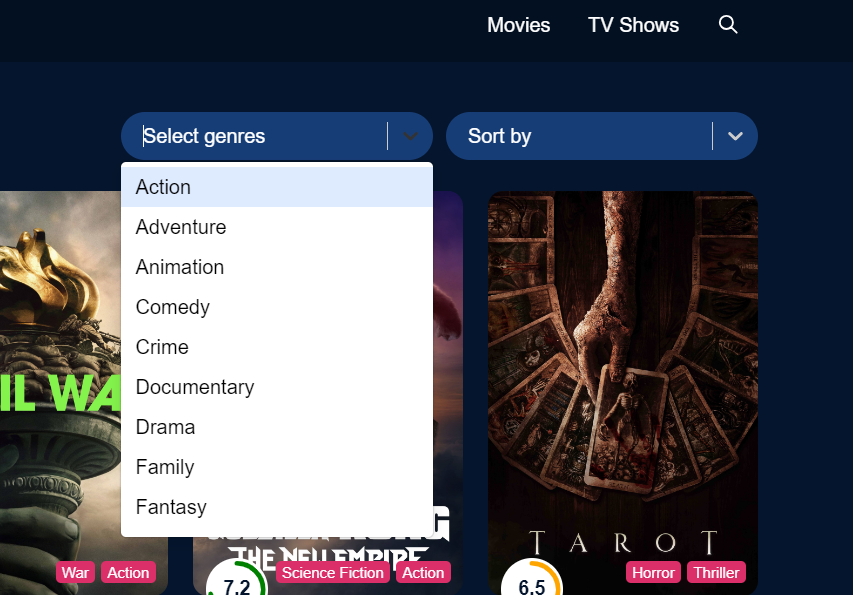 Movies TV Shows
Select genres Sort by
Action
Adventure
Animation
Comedy
Crime
Documentary
Drama
Family
Fantasy
IL WA
THE NEW EMPIRE
TAROT
War Action
Science Fiction Action
Horror Thriller
7.2
6.5